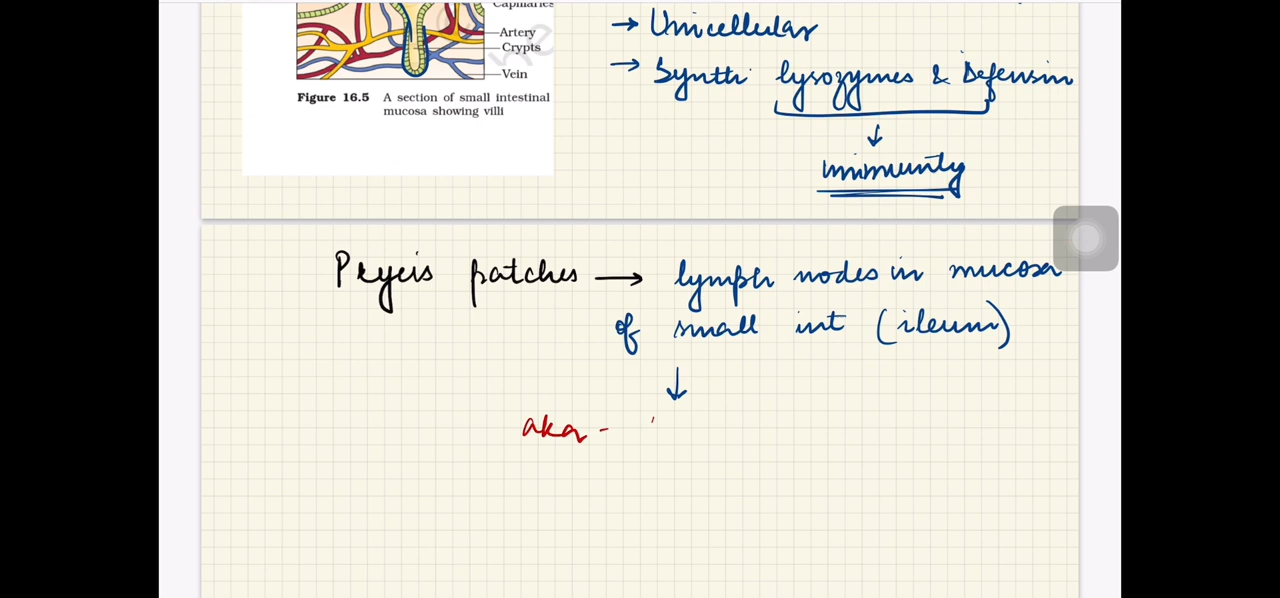 Capillaries
Artery
Crypts
Vein
Figure 16.5 A section of small intestinal
mucosa showing villi
→ Unicellular
→ Synth: lysozymes & Defensin
↓
immunity
Peyeis patches → lymph nodes in mucosa
of small int (ileum)
↓
aka -